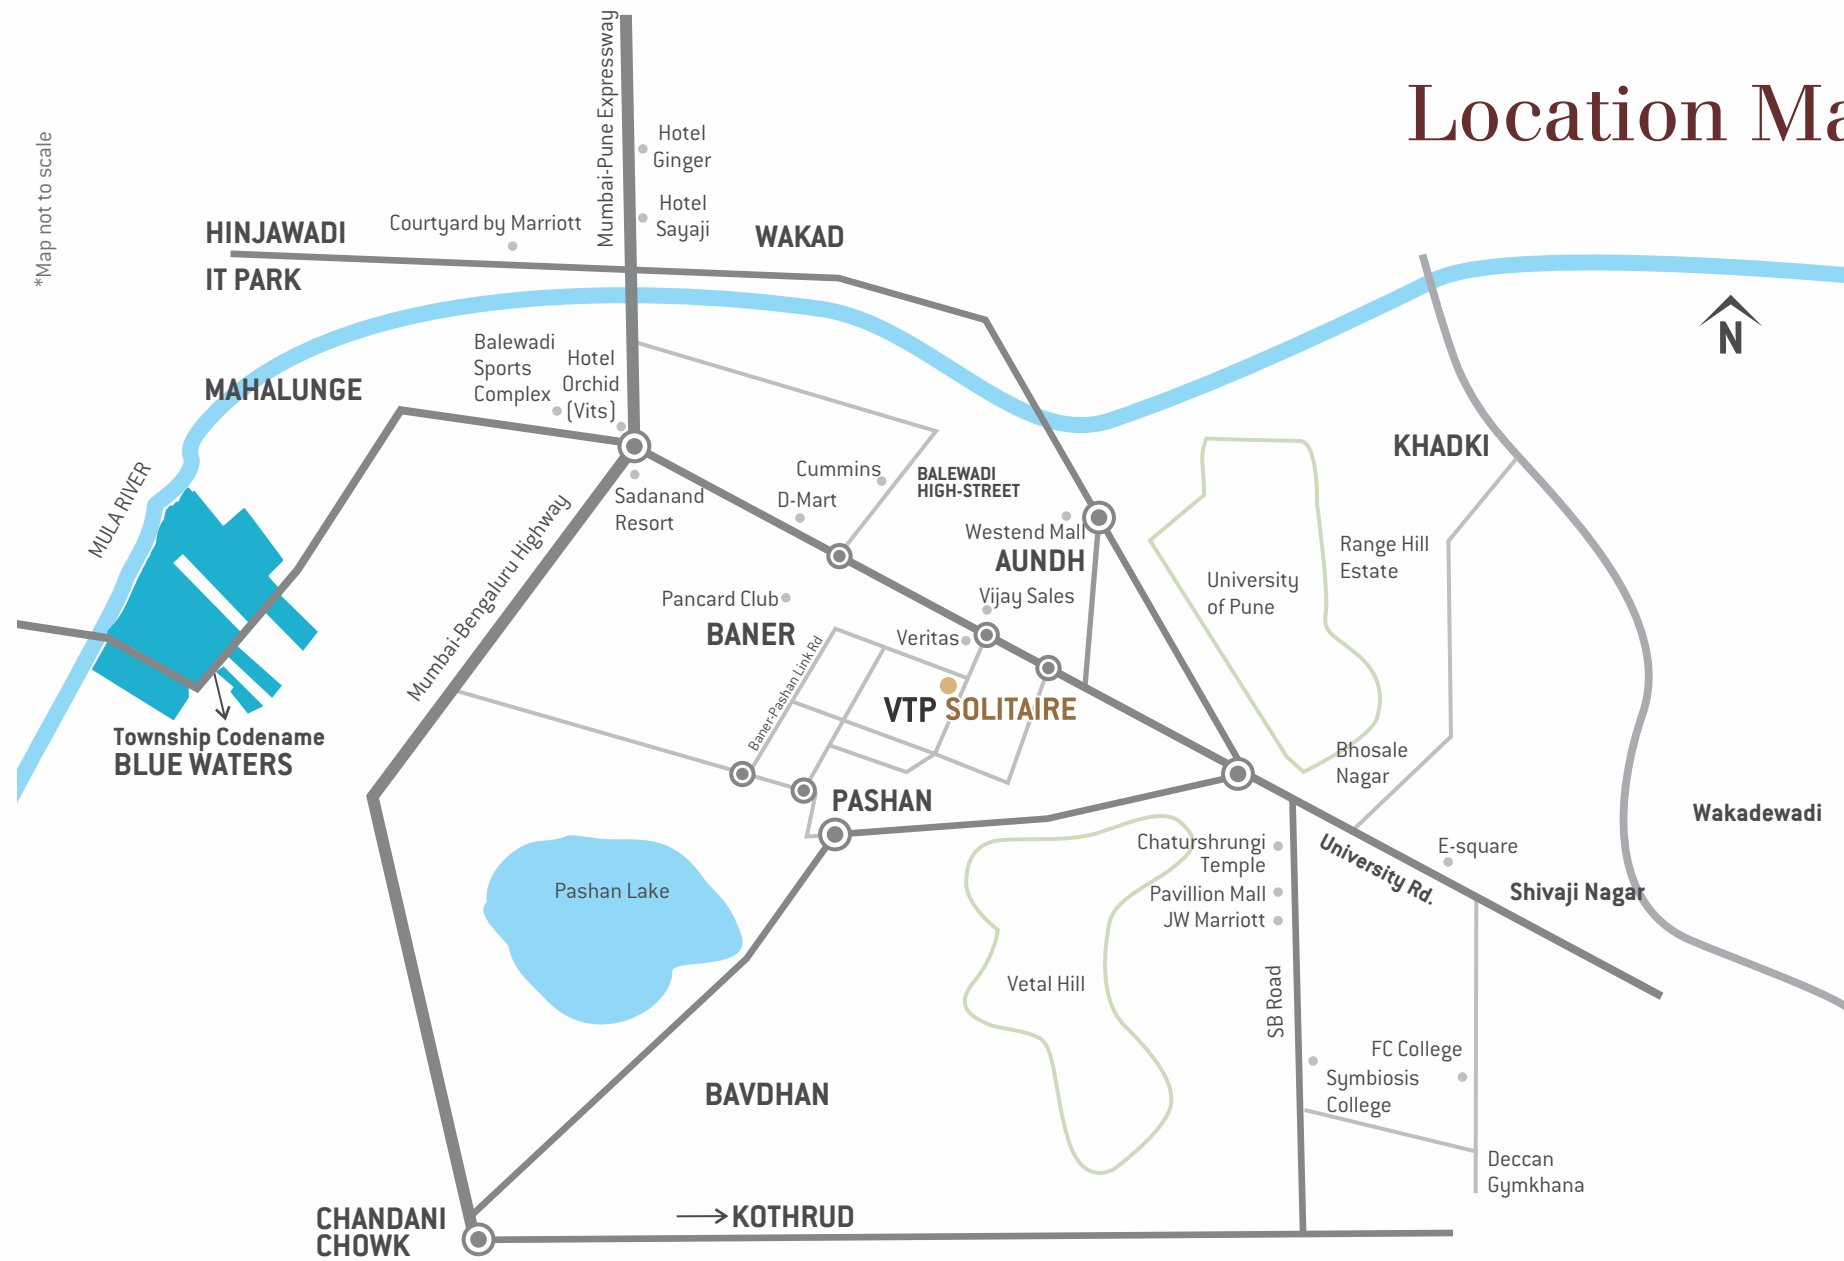 Location Ma
*Map not to scale
Mumbai-Pune Expressway
Hotel
Ginger
Hotel
Sayaji
Courtyard by Marriott
HINJAWADI
IT PARK
WAKAD
N
Balewadi
Sports
Complex
Hotel
Orchid
(Vits)
MAHALUNGE
MULA RIVER
Mumbai-Bengaluru Highway
Sadanand
Resort
Cummins
D-Mart
BALEWADI
HIGH-STREET
Westend Mall
AUNDH
KHADKI
Range Hill
Estate
University
of Pune
Pancard Club
BANER
Vijay Sales
Veritas
Baner-Pashan Link Rd
VTP SOLITAIRE
Township Codename
BLUE WATERS
Bhosale
Nagar
PASHAN
Wakadewadi
Chaturshrungi
Temple
Pavillion Mall
JW Marriott
University Rd.
E-square
Shivaji Nagar
Pashan Lake
Vetal Hill
SB Road
FC College
Symbiosis
College
BAVDHAN
Deccan
Gymkhana
CHANDANI
CHOWK
KOTHRUD